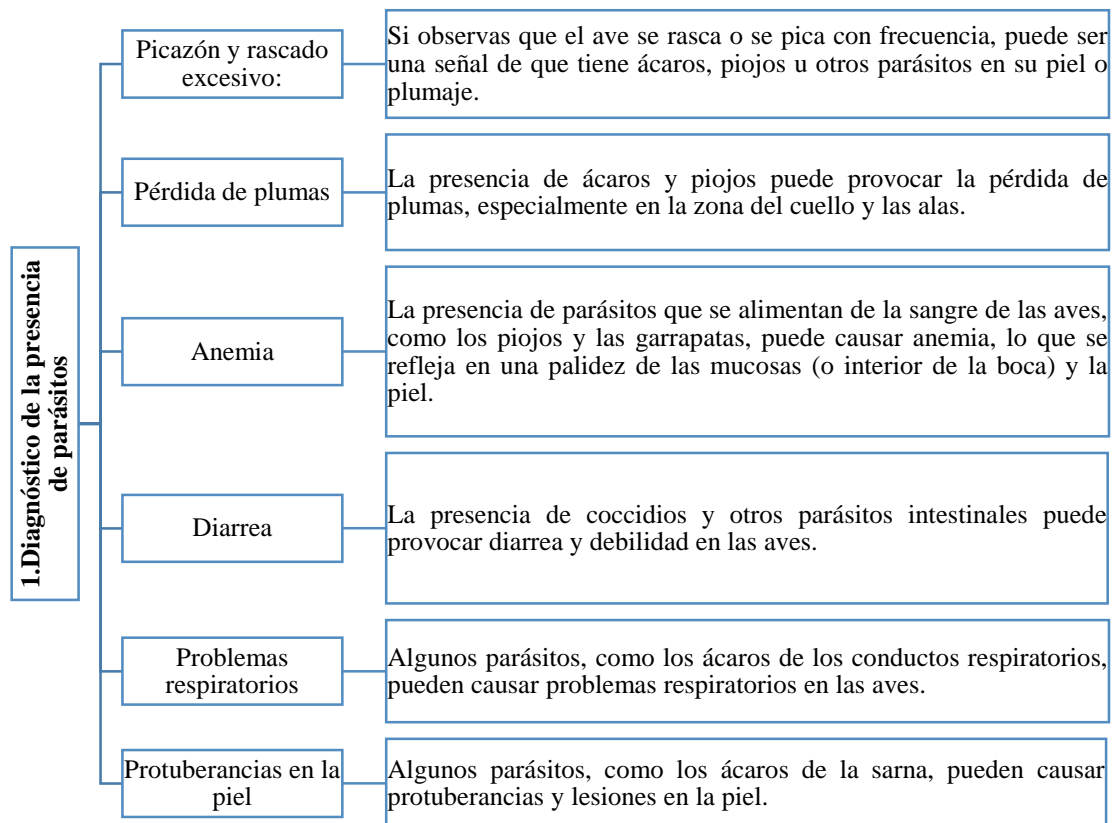 1.Diagnóstico de la presencia
de parásitos
Picazón y rascado
excesivo:
Si observas que el ave se rasca o se pica con frecuencia, puede ser
una señal de que tiene ácaros, piojos u otros parásitos en su piel o
plumaje.
Pérdida de plumas
La presencia de ácaros y piojos puede provocar la pérdida de
plumas, especialmente en la zona del cuello y las alas.
Anemia
La presencia de parásitos que se alimentan de la sangre de las aves,
como los piojos y las garrapatas, puede causar anemia, lo que se
refleja en una palidez de las mucosas (o interior de la boca) y la
piel.
Diarrea
La presencia de coccidios y otros parásitos intestinales puede
provocar diarrea y debilidad en las aves.
Problemas
respiratorios
Algunos parásitos, como los ácaros de los conductos respiratorios,
pueden causar problemas respiratorios en las aves.
Protuberancias en la
piel
Algunos parásitos, como los ácaros de la sarna, pueden causar
protuberancias y lesiones en la piel.